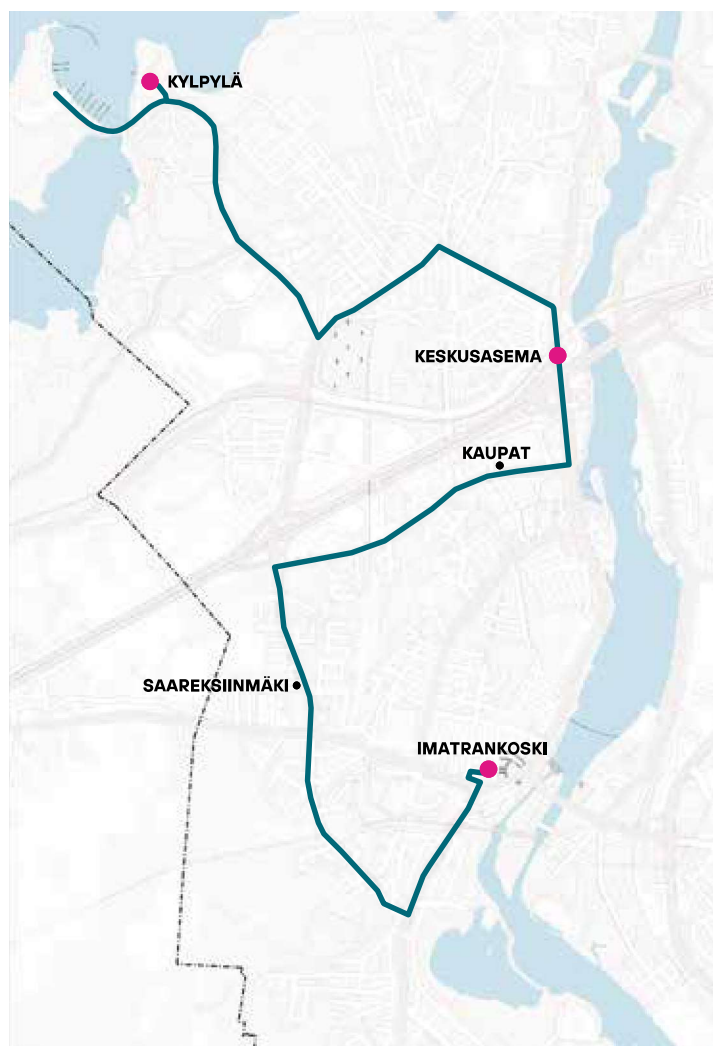 KYLPYLÄ
KESKUSASEMA
KAUPAT
SAAREKSIINMÄKI
IMATRANKOSKI